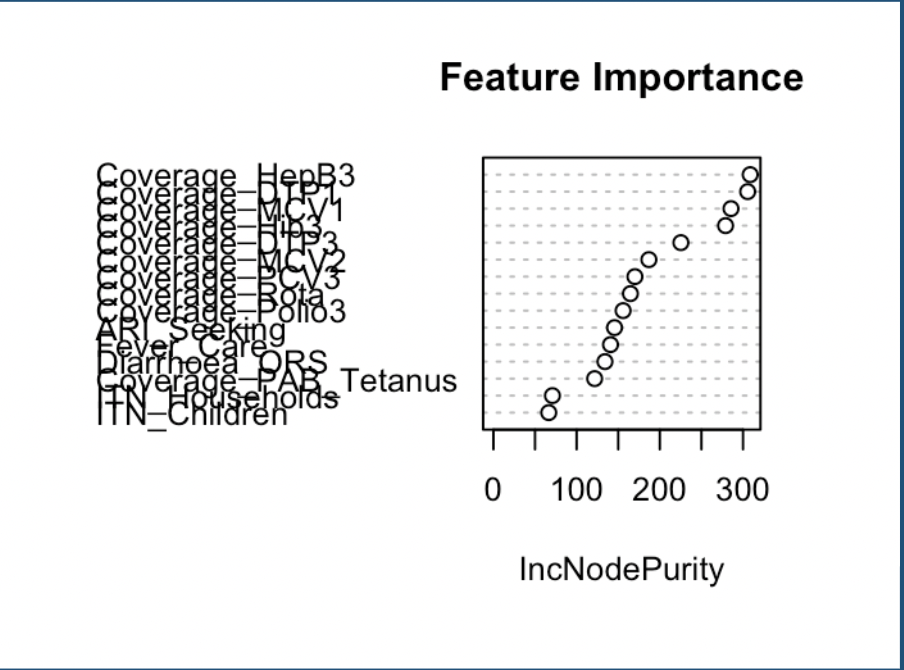 Feature Importance
Coverage_HepB3
Coverage_DTP1
Coverage_MCV1
Coverage_Hib3
Coverage_DTP3
Coverage_MCV2
Coverage_PCV3
Coverage_Rota
Coverage_Polio3
ARI_Seeking
Fever_Care
Diarrhoea_ORS
Coverage_PAB_Tetanus
ITN_Households
ITN_Children
0 100 200 300
IncNodePurity